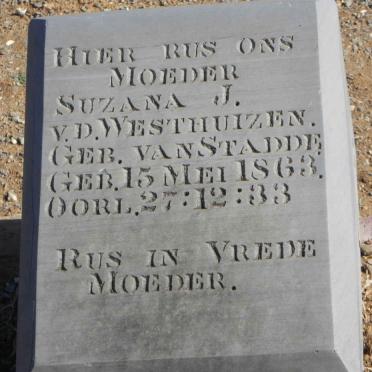 HIER RUS ONS
MOEDER
SUZANA J.
V.D. WESTHUIZEN.
GEB. VAN STADDE
GEB. 15 MEI 1863.
OORL. 27:12:33
RUS IN VREDE
MOEDER.